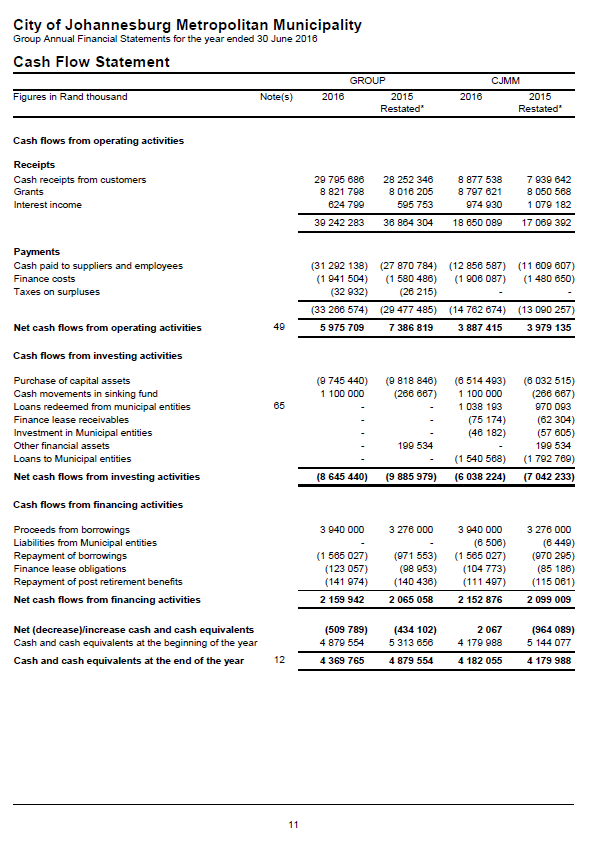 City of Johannesburg Metropolitan Municipality
Group Annual Financial Statements for the year ended 30 June 2016
Cash Flow Statement
GROUP CJMM
Figures in Rand thousand Note(s) 2016 2015 2016 2015
Restated* Restated*
Cash flows from operating activities
Receipts
Cash receipts from customers 29 795 686 28 252 346 8 877 538 7 939 642
Grants 8 821 798 8 016 205 8 797 621 8 050 568
Interest income 624 799 595 753 974 930 1 079 182
39 242 283 36 864 304 18 650 089 17 069 392
Payments
Cash paid to suppliers and employees (31 292 138) (27 870 784) (12 856 587) (11 609 607)
Finance costs (1 941 504) (1 580 486) (1 906 087) (1 480 650)
Taxes on surpluses (32 932) (26 215) - -
(33 266 574) (29 477 485) (14 762 674) (13 090 257)
Net cash flows from operating activities 49 5 975 709 7 386 819 3 887 415 3 979 135
Cash flows from investing activities
Purchase of capital assets (9 745 440) (9 818 846) (6 514 493) (6 032 515)
Cash movements in sinking fund 1 100 000 (266 667) 1 100 000 (266 667)
Loans redeemed from municipal entities 65 - - 1 038 193 970 093
Finance lease receivables - - (75 174) (62 304)
Investment in Municipal entities - - (46 182) (57 605)
Other financial assets - 199 534 - 199 534
Loans to Municipal entities - - (1 540 568) (1 792 769)
Net cash flows from investing activities (8 645 440) (9 885 979) (6 038 224) (7 042 233)
Cash flows from financing activities
Proceeds from borrowings 3 940 000 3 276 000 3 940 000 3 276 000
Liabilities from Municipal entities - - (6 506) (6 449)
Repayment of borrowings (1 565 027) (971 553) (1 565 027) (970 295)
Finance lease obligations (123 057) (98 953) (104 773) (85 186)
Repayment of post retirement benefits (141 974) (140 436) (111 497) (115 061)
Net cash flows from financing activities 2 159 942 2 065 058 2 152 876 2 099 009
Net (decrease)/increase cash and cash equivalents (509 789) (434 102) 2 067 (964 089)
Cash and cash equivalents at the beginning of the year 4 879 554 5 313 656 4 179 988 5 144 077
Cash and cash equivalents at the end of the year 12 4 369 765 4 879 554 4 182 055 4 179 988
11